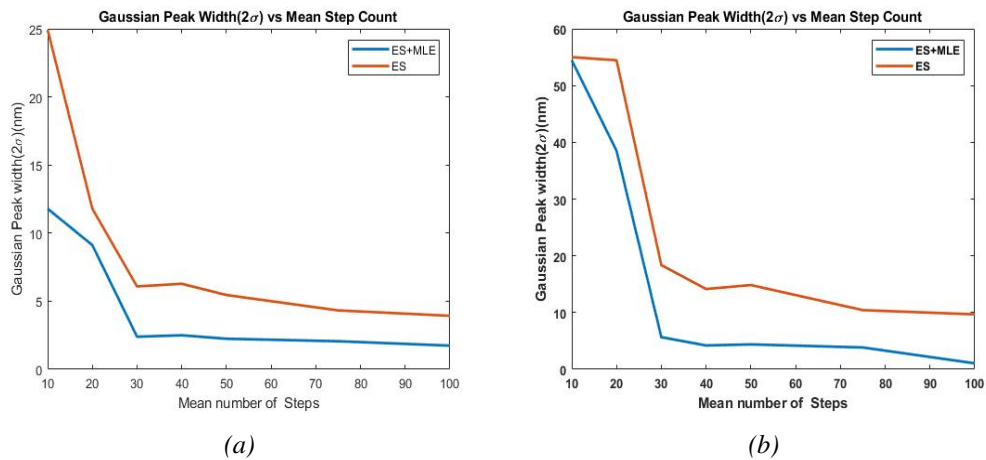 Gaussian Peak Width(2σ) vs Mean Step Count
25
20
15
10
5
0
Gaussian Peak width(2σ)(nm)
ES+MLE
ES
10 20 30 40 50 60 70 80 90 100
Mean number of Steps
(a)
Gaussian Peak Width(2σ) vs Mean Step Count
60
50
40
30
20
10
0
Gaussian Peak width(2σ)(nm)
ES+MLE
ES
10 20 30 40 50 60 70 80 90 100
Mean number of Steps
(b)